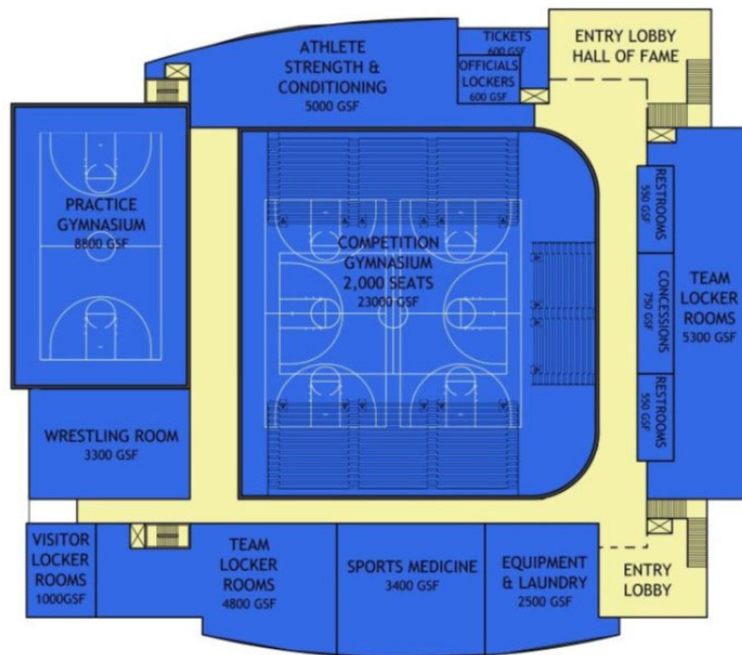 ATHLETE
STRENGTH &
CONDITIONING
5000 GSF
TICKETS
600 GSF
OFFICIALS
LOCKERS
600 GSF
ENTRY LOBBY
HALL OF FAME
PRACTICE
GYMNASIUM
8800 GSF
COMPETITION
GYMNASIUM
2,000 SEATS
23000 GSF
RESTROOMS
550 GSF
CONCESSIONS
750 GSF
RESTROOMS
550 GSF
TEAM
LOCKER
ROOMS
5300 GSF
WRESTLING ROOM
3300 GSF
VISITOR
LOCKER
ROOMS
1000GSF
TEAM
LOCKER
ROOMS
4800 GSF
SPORTS MEDICINE
3400 GSF
EQUIPMENT
& LAUNDRY
2500 GSF
ENTRY
LOBBY